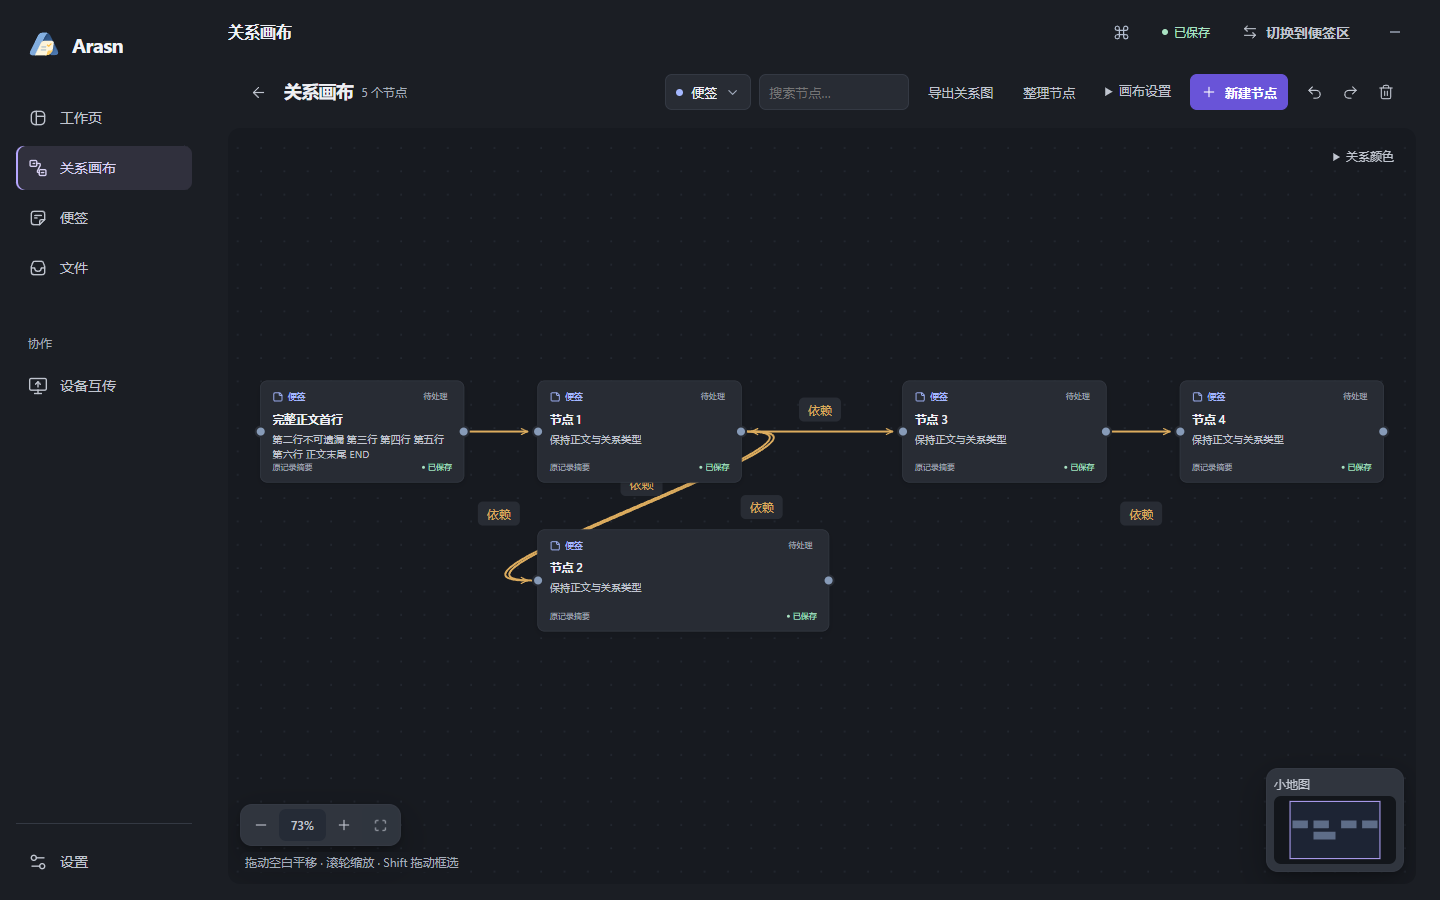 Arasn
关系画布
已保存
切换到便签区
工作页
关系画布
便签
文件
协作
设备互传
设置
关系画布 5 个节点
便签
搜索节点...
导出关系图
整理节点
画布设置
新建节点
关系颜色
便签 待处理
完整正文首行
第二行不可遗漏 第三行 第四行 第五行
第六行 正文末尾 END
原记录摘要 已保存
便签 待处理
节点 1
保持正文与关系类型
原记录摘要 已保存
依赖
便签 待处理
节点 3
保持正文与关系类型
原记录摘要 已保存
便签 待处理
节点 4
保持正文与关系类型
原记录摘要 已保存
依赖
依赖
依赖
依赖
便签 待处理
节点 2
保持正文与关系类型
原记录摘要 已保存
73%
拖动空白平移 · 滚轮缩放 · Shift 拖动框选
小地图